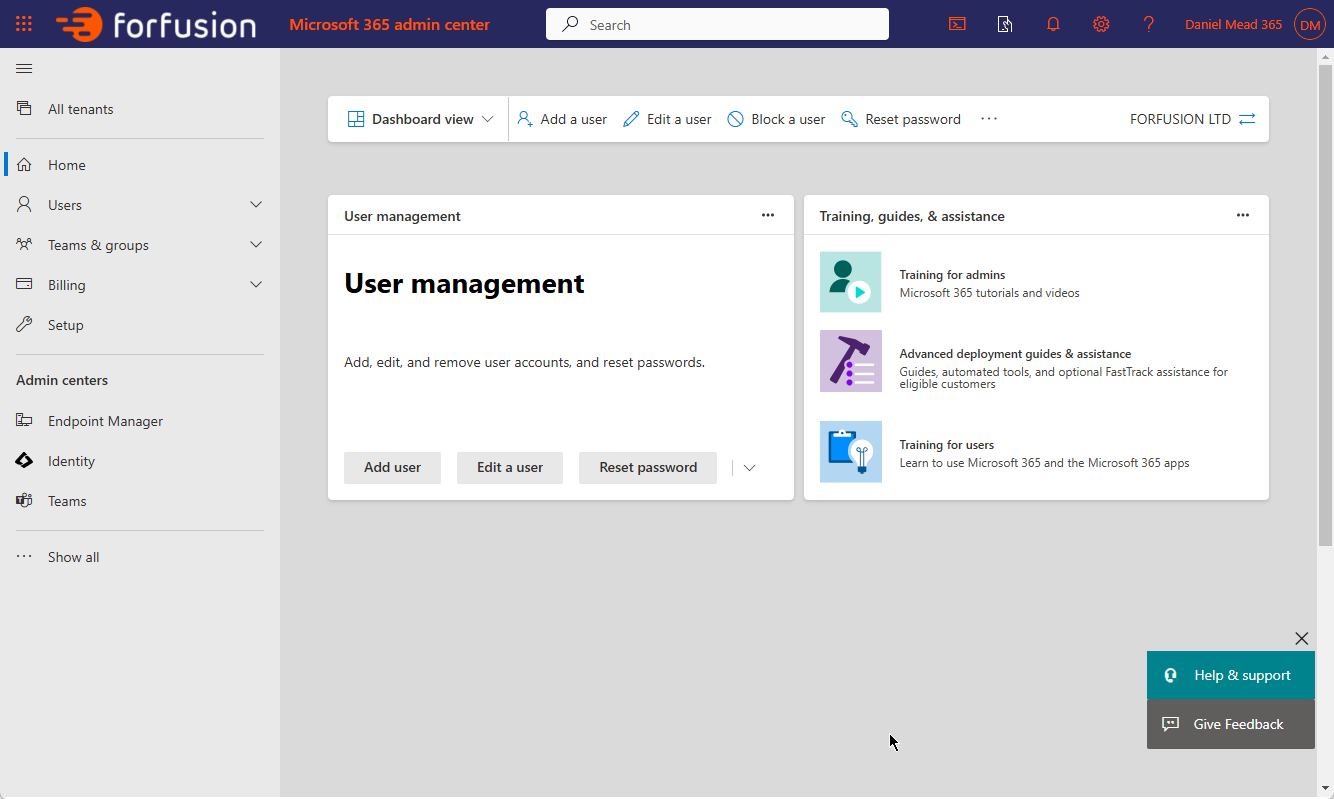 forfusion
Microsoft 365 admin center
Search
Daniel Mead 365
DM
All tenants
Home
Users
Teams & groups
Billing
Setup
Admin centers
Endpoint Manager
Identity
Teams
Show all
Dashboard view
Add a user
Edit a user
Block a user
Reset password
FORFUSION LTD
User management
User management
Add, edit, and remove user accounts, and reset passwords.
Add user
Edit a user
Reset password
Training, guides, & assistance
Training for admins
Microsoft 365 tutorials and videos
Advanced deployment guides & assistance
Guides, automated tools, and optional FastTrack assistance for
eligible customers
Training for users
Learn to use Microsoft 365 and the Microsoft 365 apps
Help & support
Give Feedback